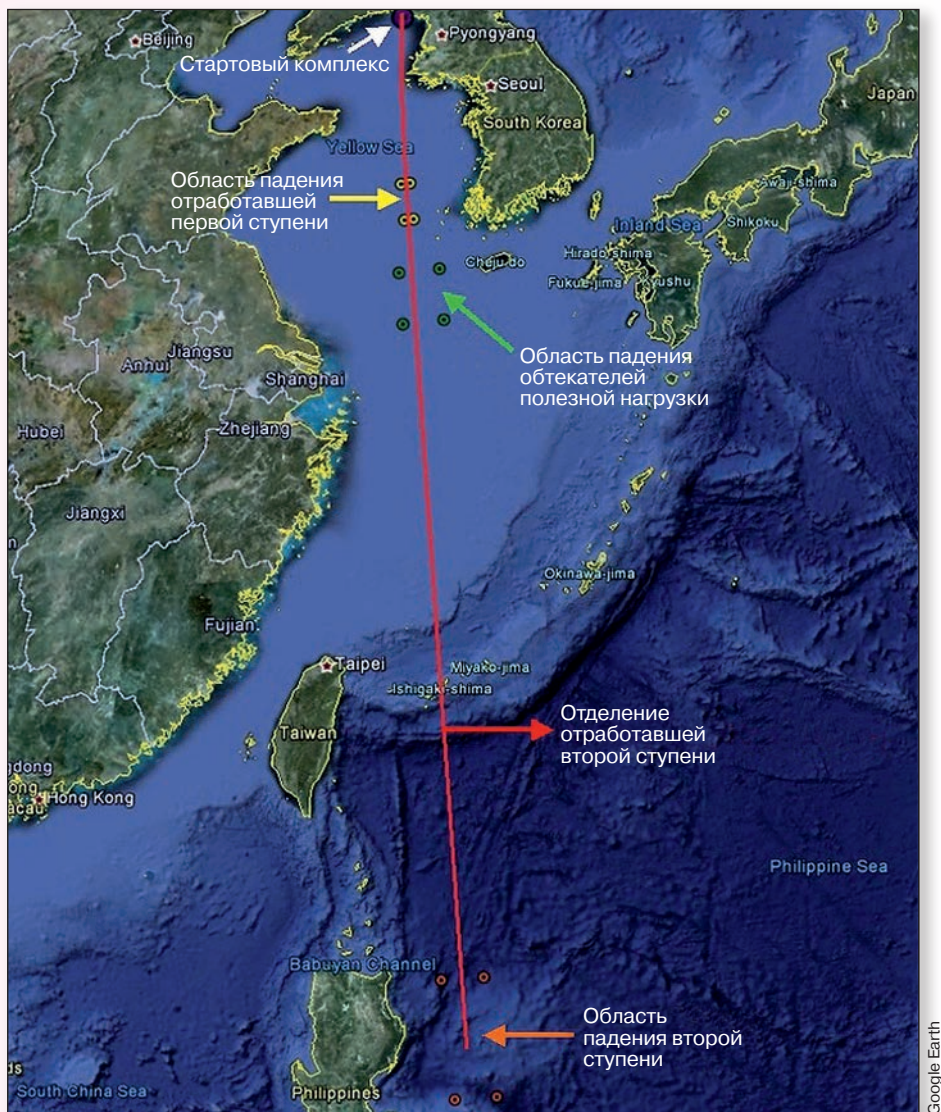 Beijing
Pyongyang
Стартовый комплекс
Seoul
Japan
South Korea
Yellow Sea
Область падения
отработавшей
первой ступени
Awaji-shima
Inland Sea
Shikoku
Cheju do
Hirado shima
Fukue-jima
Kyushu
Область падения
обтекателей
полезной нагрузки
Jiangsu
Anhui
Shanghai
Hubei
Zhejiang
Jiangxi
Okinawa-jima
Fujian
Taipei
Miyako-jima
Ishigaki-shima
Taiwan
Отделение
отработавшей
второй ступени
Hong Kong
Philippine Sea
Babuyan Channel
Область
падения второй
ступени
South China Sea
Philippines
Google Earth